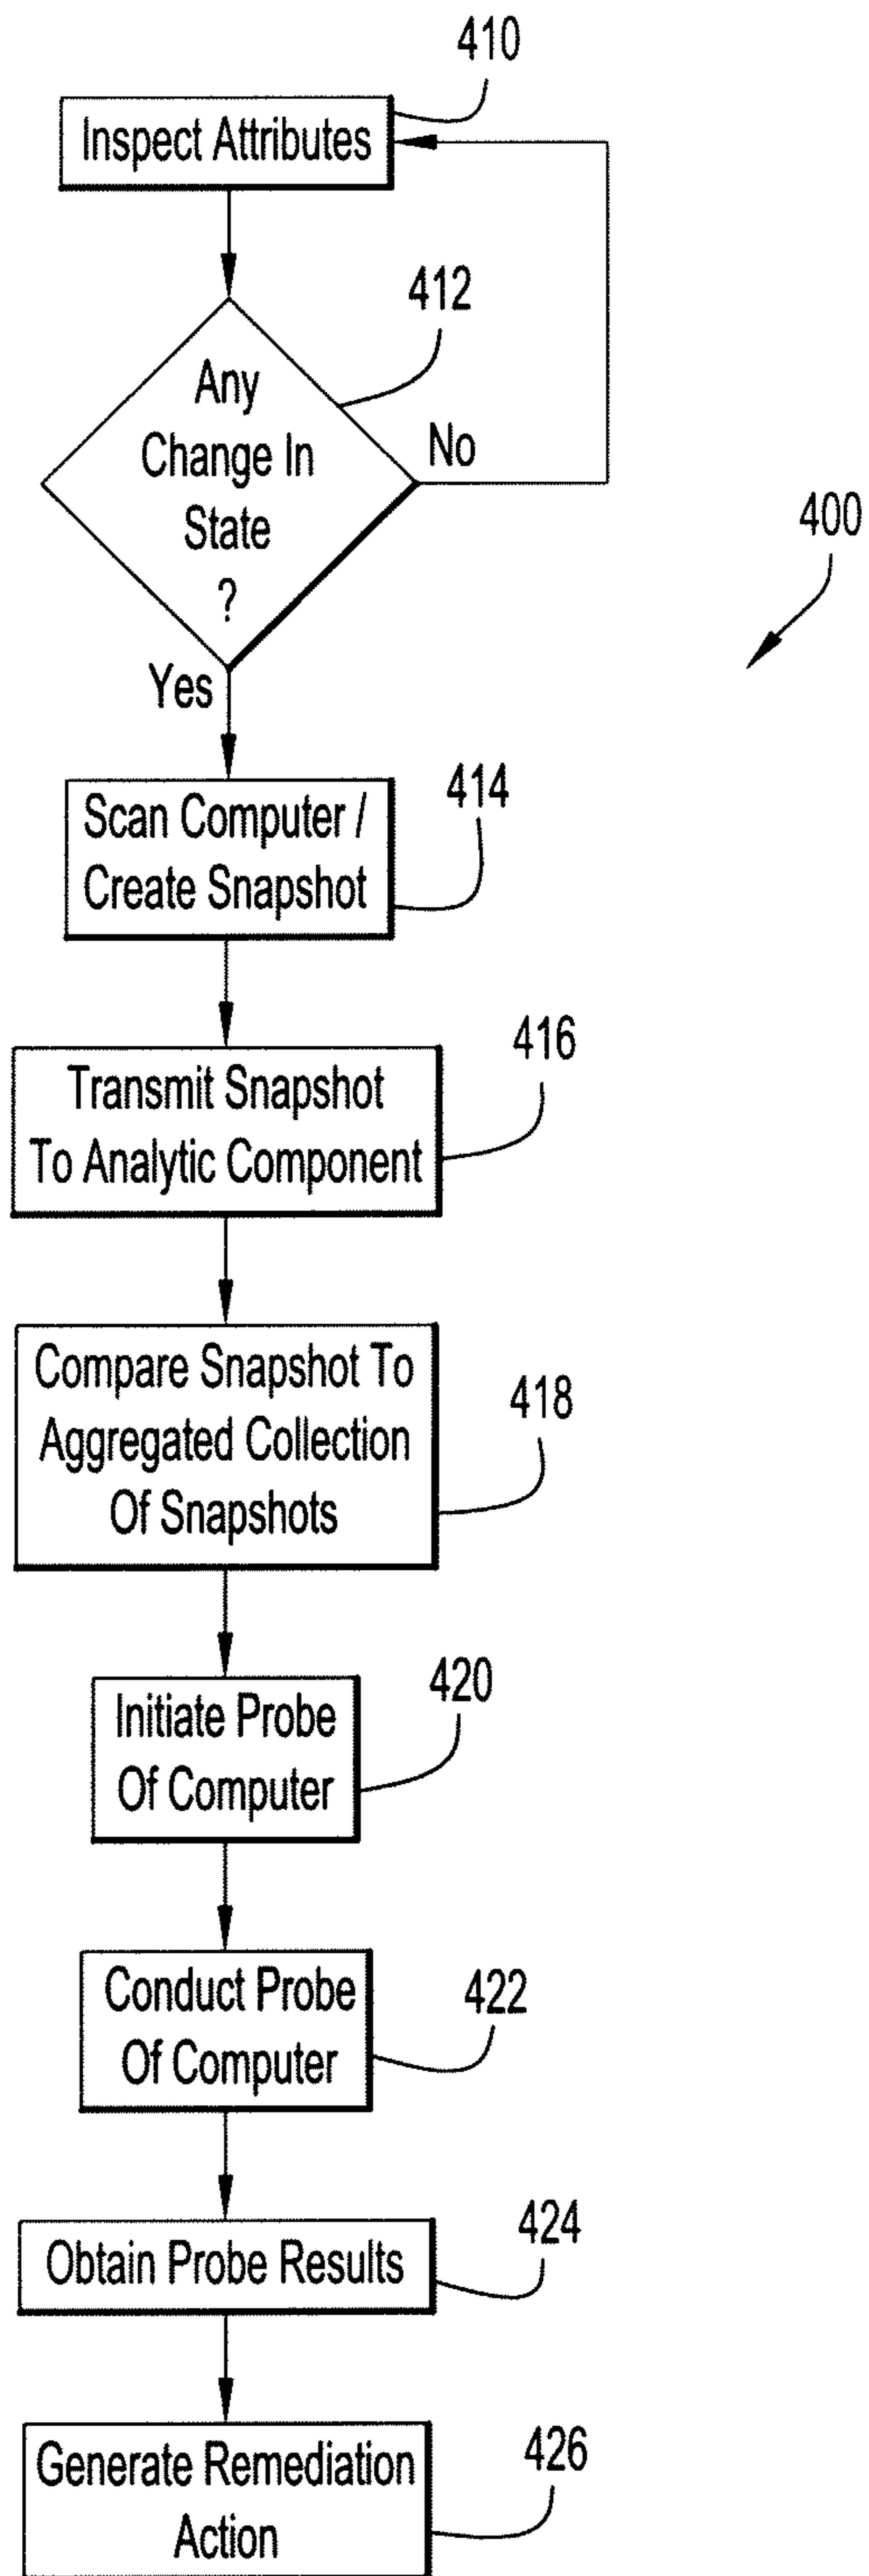 410
Inspect Attributes
412
Any
Change In
State
?
No
Yes
400
414
Scan Computer /
Create Snapshot
416
Transmit Snapshot
To Analytic Component
418
Compare Snapshot To
Aggregated Collection
Of Snapshots
420
Initiate Probe
Of Computer
422
Conduct Probe
Of Computer
424
Obtain Probe Results
426
Generate Remediation
Action